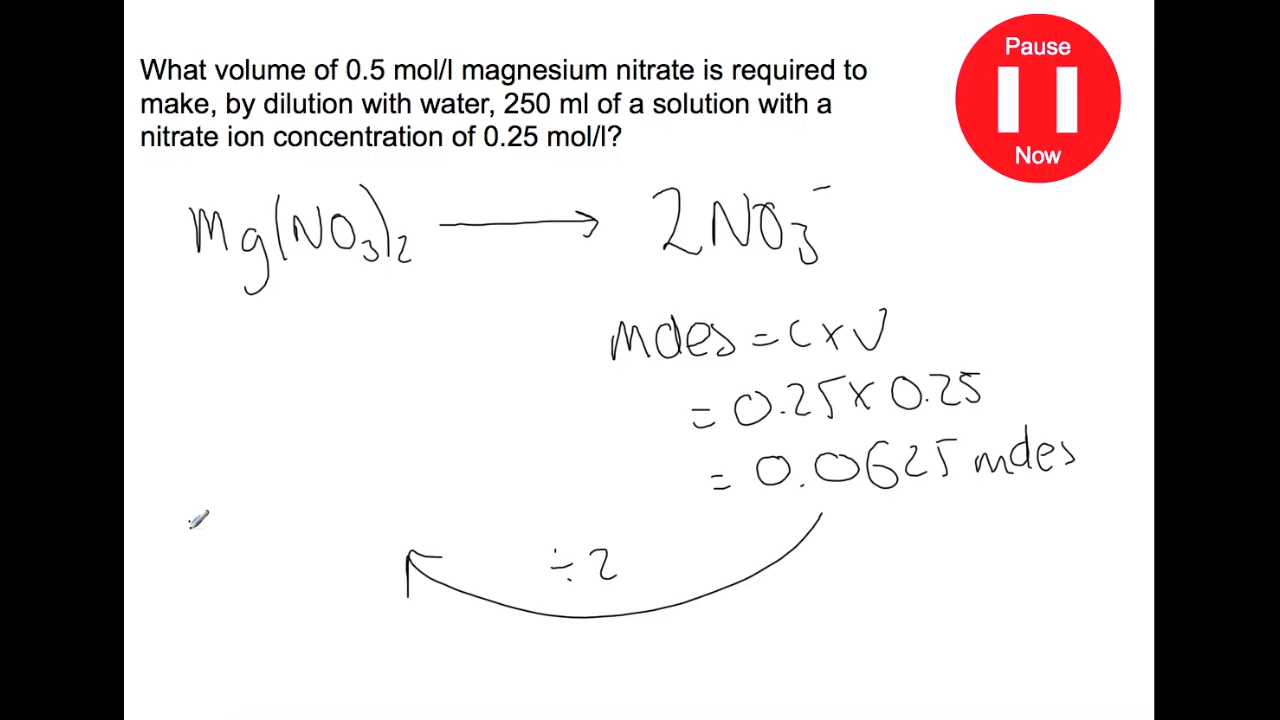 What volume of 0.5 mol/l magnesium nitrate is required to
make, by dilution with water, 250 ml of a solution with a
nitrate ion concentration of 0.25 mol/l?
Pause
Now
Mg(NO₃)₂ ⟶ 2NO₃⁻
moles = C x V
= 0.25 x 0.25
= 0.0625 moles
÷ 2